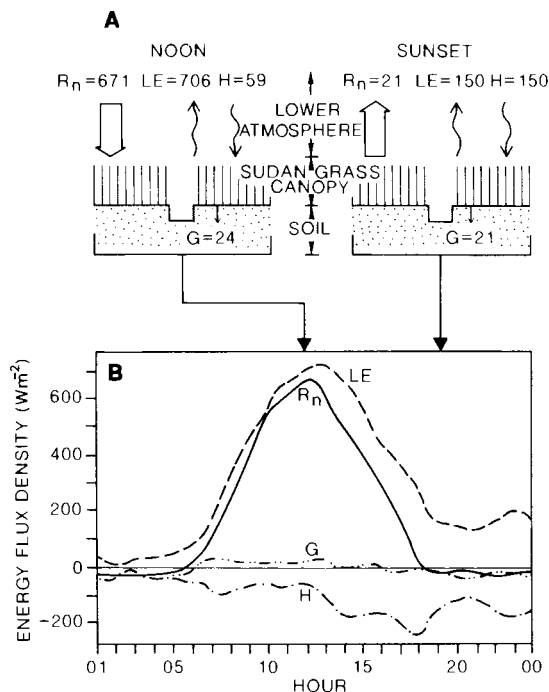 A
NOON
SUNSET
Rn=671 LE=706 H=59
Rn=21 LE=150 H=150
LOWER
ATMOSPHERE
SUDAN GRASS
CANOPY
SOIL
G=24
G=21
B
ENERGY FLUX DENSITY (Wm-2)
600
400
200
0
-200
LE
Rn
G
H
01 05 10 15 20 00
HOUR